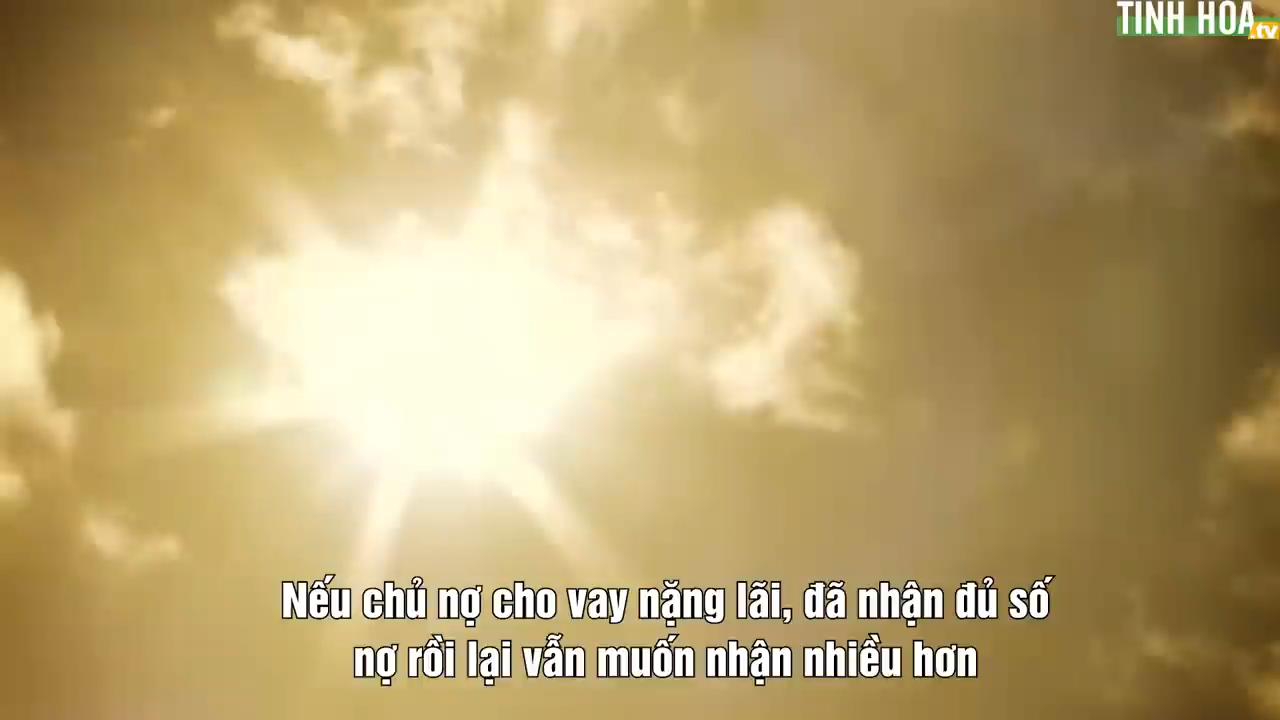 TINH HOA
.tv
Nếu chủ nợ cho vay nặng lãi, đã nhận đủ số
nợ rồi lại vẫn muốn nhận nhiều hơn